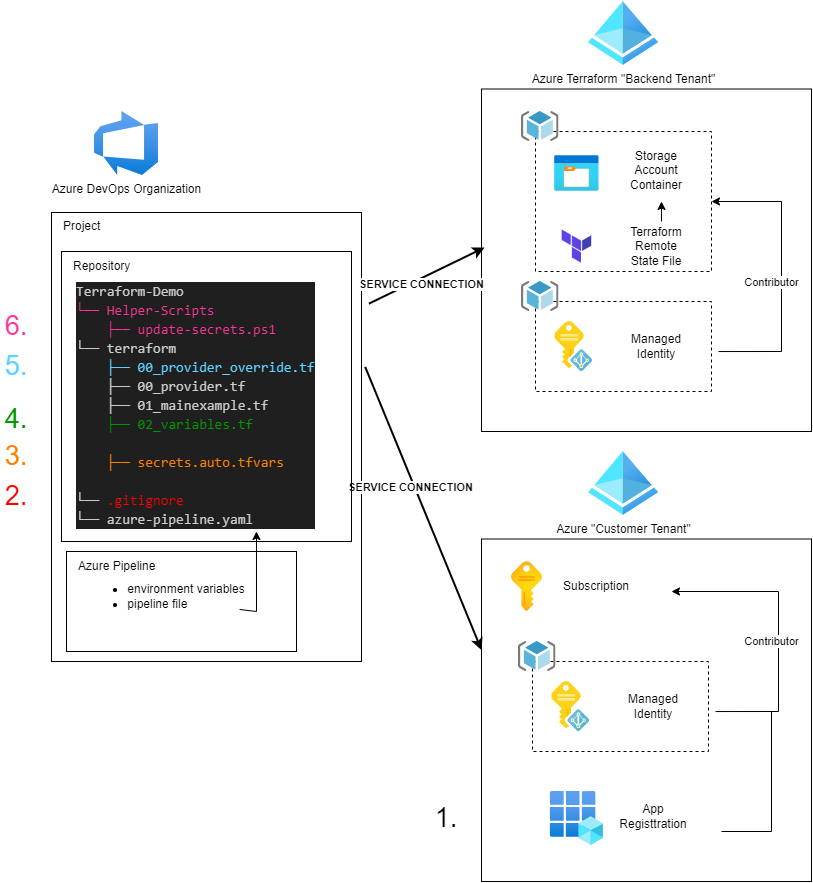 Azure Terraform "Backend Tenant"
Storage
Account
Container
Terraform
Remote
State File
Contributor
Managed
Identity
Azure DevOps Organization
Project
Repository
Terraform-Demo
└── Helper-Scripts
├── update-secrets.ps1
└── terraform
├── 00_provider_override.tf
├── 00_provider.tf
├── 01_mainexample.tf
├── 02_variables.tf
├── secrets.auto.tfvars
└── .gitignore
└── azure-pipeline.yaml
6.
5.
4.
3.
2.
Azure Pipeline
• environment variables
• pipeline file
SERVICE CONNECTION
SERVICE CONNECTION
Azure "Customer Tenant"
Subscription
Contributor
Managed
Identity
1.
App
Registtration